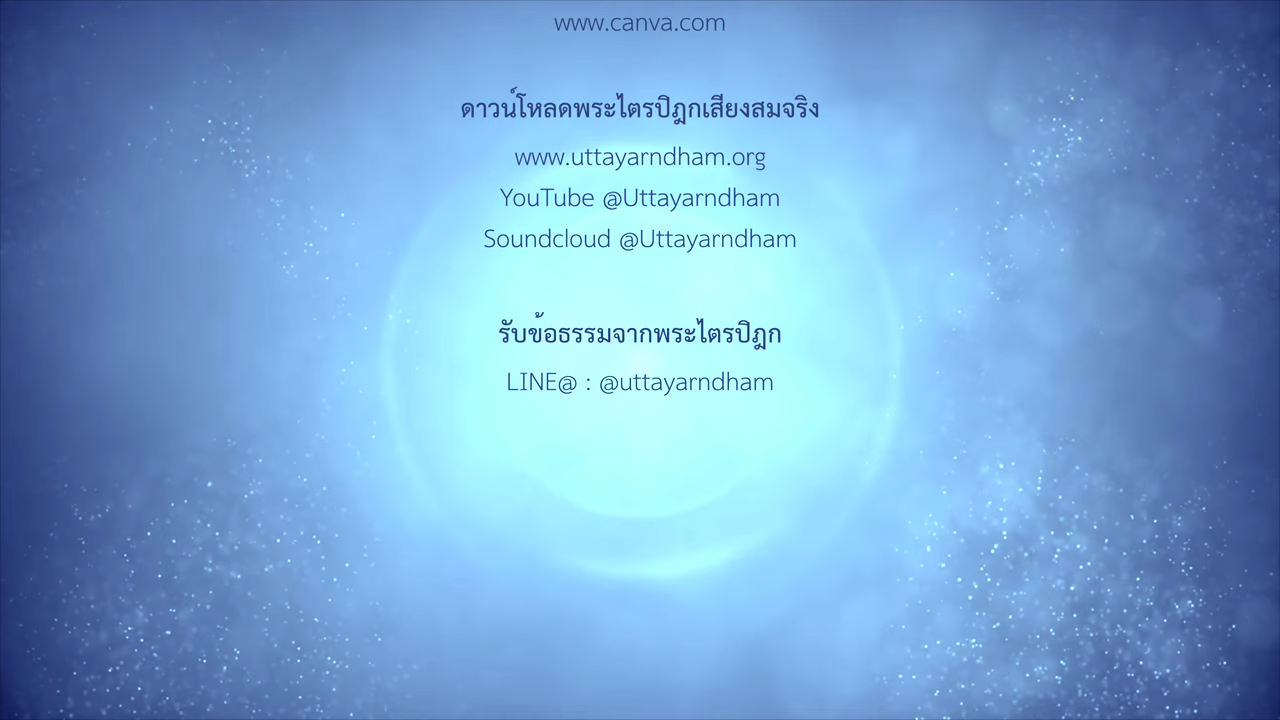 www.canva.com
ดาวน์โหลดพระไตรปิฎกเสียงสมจริง
www.uttayarndham.org
YouTube @Uttayarndham
Soundcloud @Uttayarndham
รับข้อธรรมจากพระไตรปิฎก
LINE@ : @uttayarndham